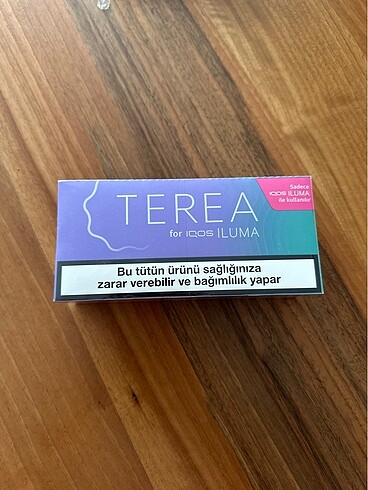 TEREA
for IQOS ILUMA
Sadece
IQOS ILUMA
ile kullanılır
Bu tütün ürünü sağlığınıza
zarar verebilir ve bağımlılık yapar